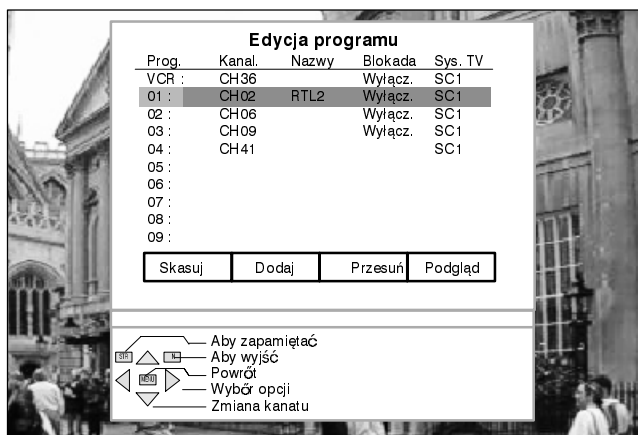 Edycja programu
Prog. Kanal. Nazwy Blokada Sys. TV
VCR : CH36 Wyłącz. SC1
01 : CH02 RTL2 Wyłącz. SC1
02 : CH06 Wyłącz. SC1
03 : CH09 Wyłącz. SC1
04 : CH41 SC1
05 :
06 :
07 :
08 :
09 :
Skasuj Dodaj Przesuń Podgląd
Aby zapamiętać
STR N Aby wyjść
Powrót
MENU
Wybór opcji
Zmiana kanatu